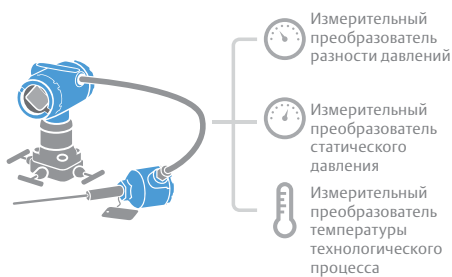 Измерительный
преобразователь
разности давлений
Измерительный
преобразователь
статического
давления
Измерительный
преобразователь
температуры
технологического
процесса